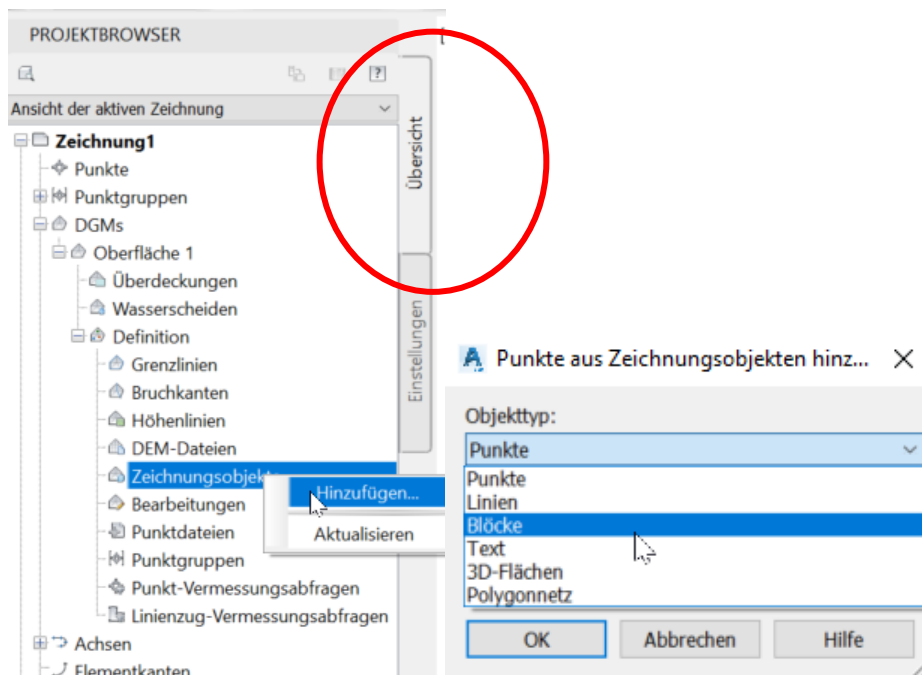 PROJEKTBROWSER
Ansicht der aktiven Zeichnung
Zeichnung1
Punkte
Punktgruppen
DGMs
Oberfläche 1
Überdeckungen
Wasserscheiden
Definition
Grenzlinien
Bruchkanten
Höhenlinien
DEM-Dateien
Zeichnungsobjekt
Bearbeitungen
Punktdateien
Punktgruppen
Punkt-Vermessungsabfragen
Linienzug-Vermessungsabfragen
Achsen
Elementkanten
Hinzufügen...
Aktualisieren
Übersicht
Einstellungen
Punkte aus Zeichnungsobjekten hinz...
Objekttyp:
Punkte
Punkte
Linien
Blöcke
Text
3D-Flächen
Polygonnetz
OK
Abbrechen
Hilfe